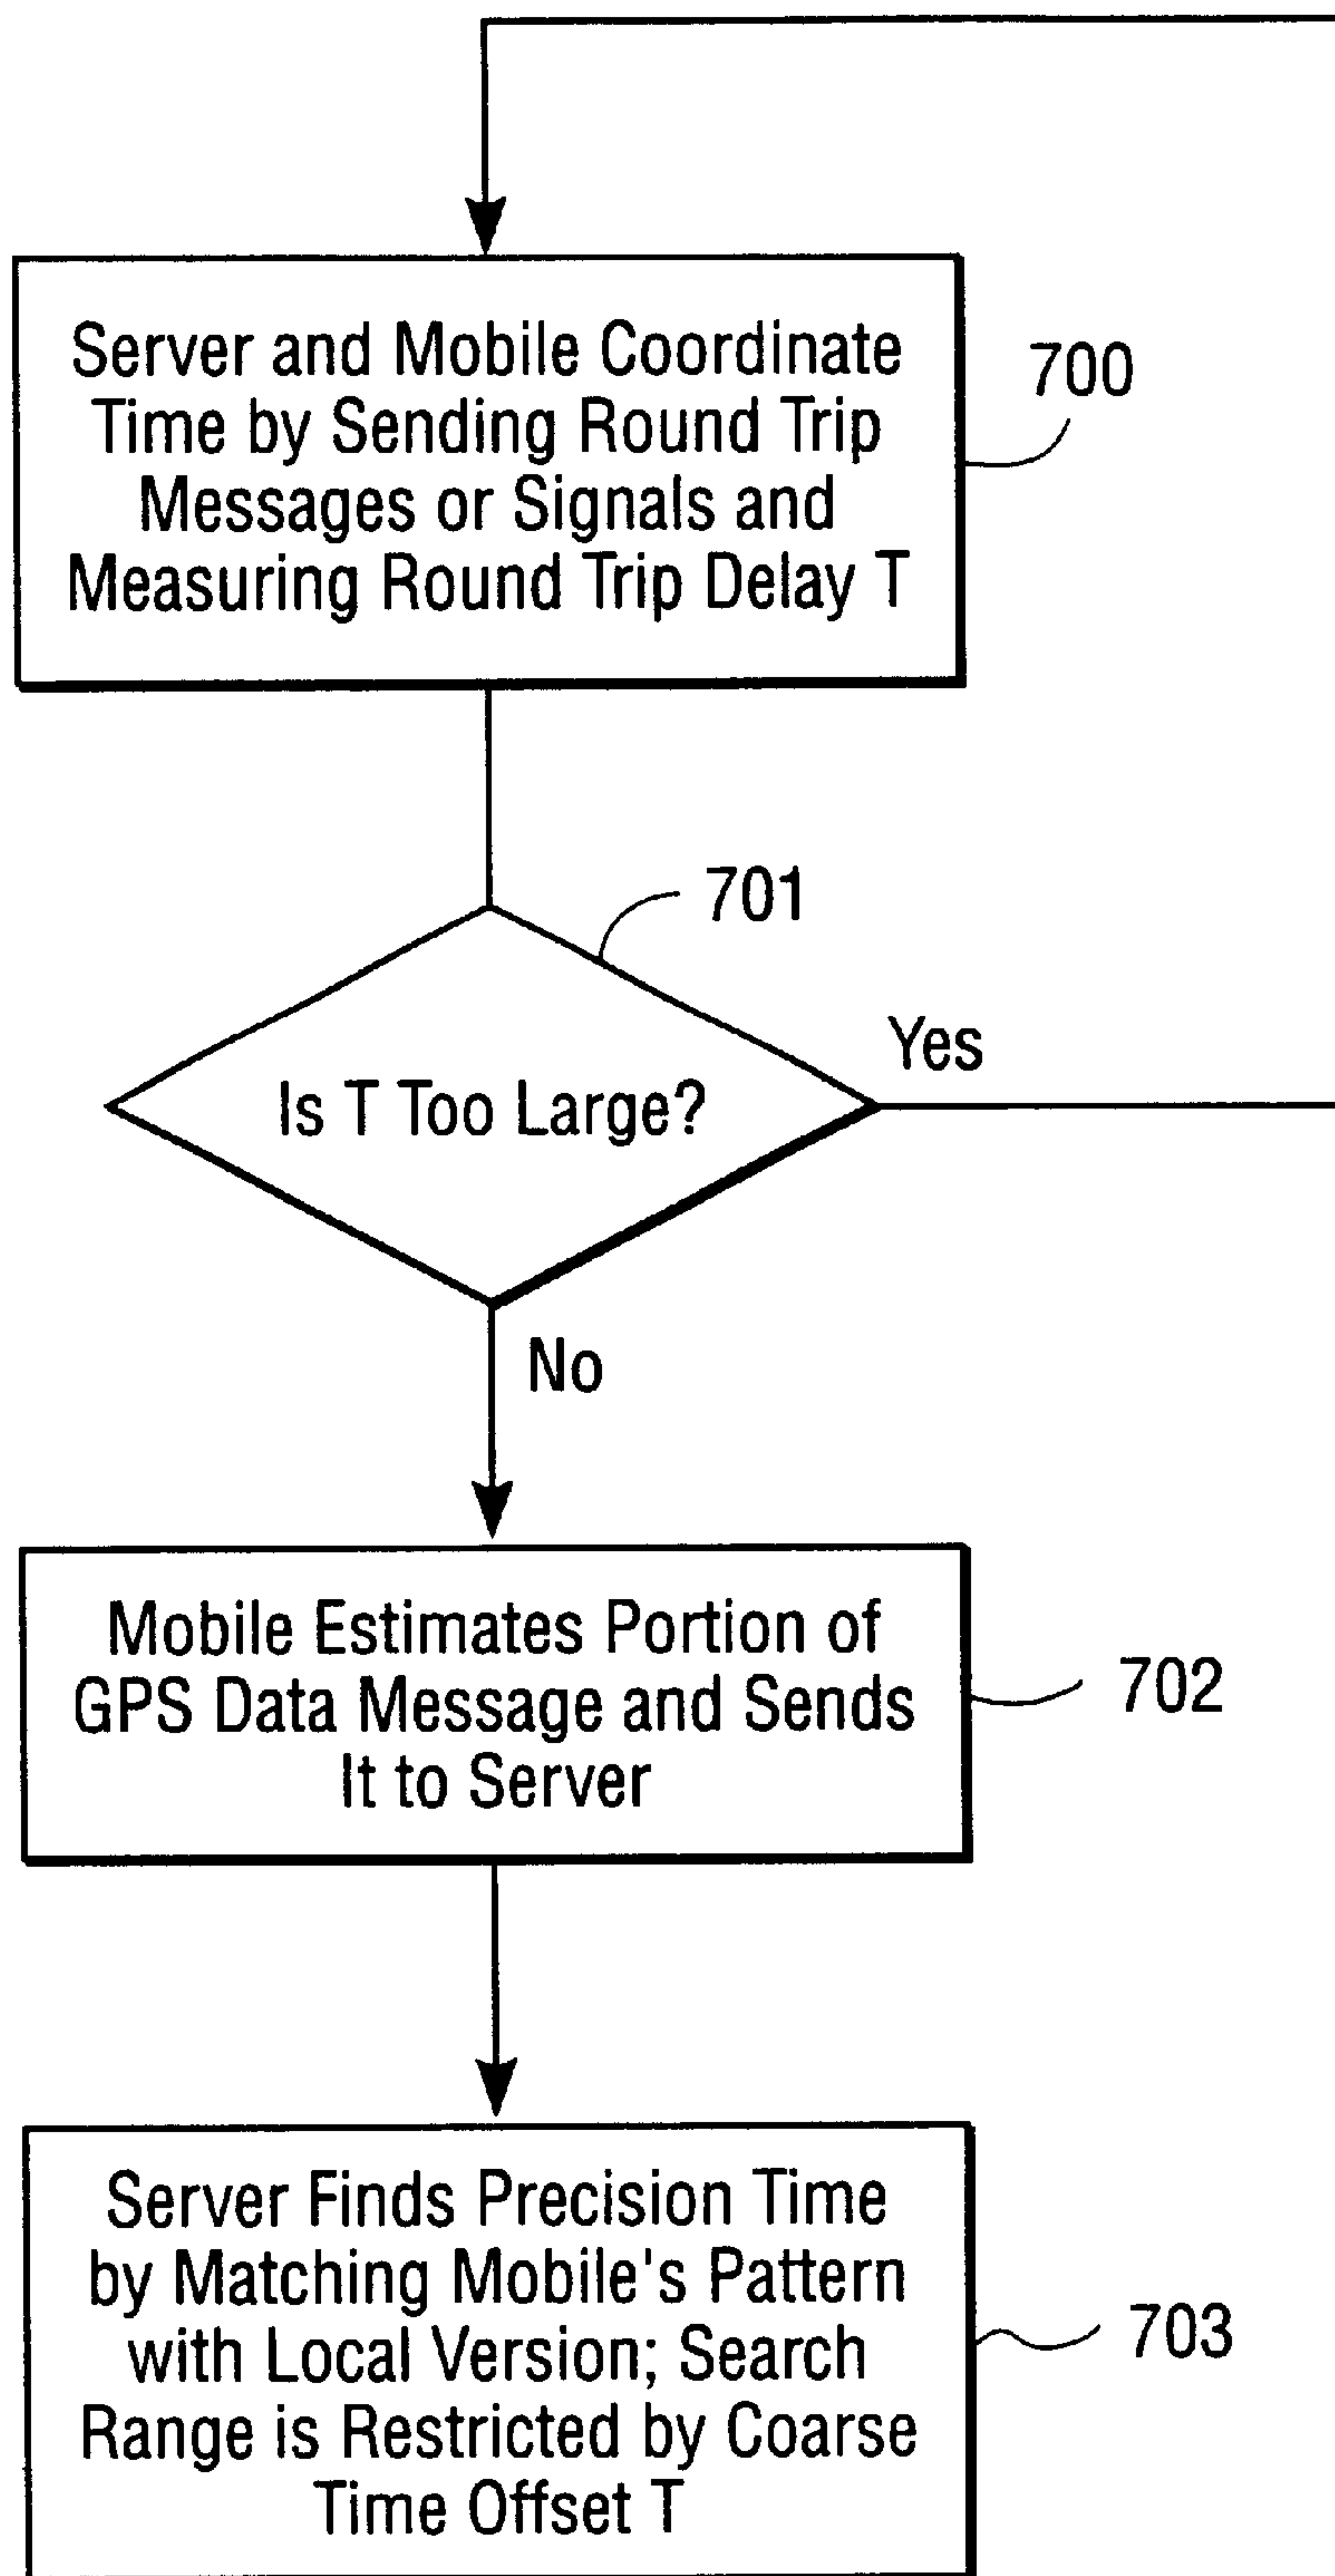 Server and Mobile Coordinate
Time by Sending Round Trip
Messages or Signals and
Measuring Round Trip Delay T
700
701
Is T Too Large?
Yes
No
Mobile Estimates Portion of
GPS Data Message and Sends
It to Server
702
Server Finds Precision Time
by Matching Mobile's Pattern
with Local Version; Search
Range is Restricted by Coarse
Time Offset T
703